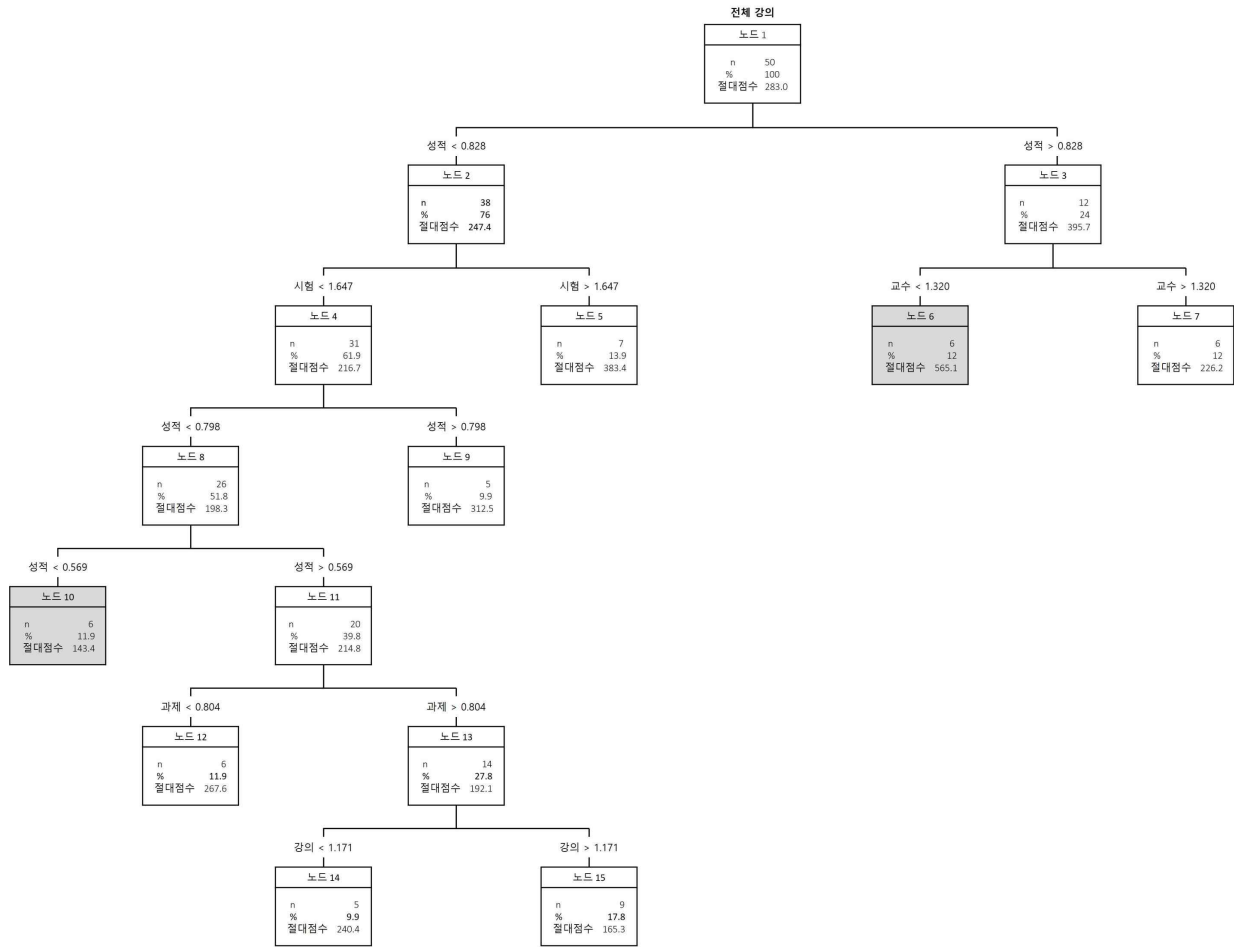 전체 강의
노드 1
n 50
% 100
절대점수 283.0
성적 < 0.828
성적 > 0.828
노드 2
n 38
% 76
절대점수 247.4
노드 3
n 12
% 24
절대점수 395.7
시험 < 1.647
시험 > 1.647
교수 < 1.320
교수 > 1.320
노드 4
n 31
% 61.9
절대점수 216.7
노드 5
n 7
% 13.9
절대점수 383.4
노드 6
n 6
% 12
절대점수 565.1
노드 7
n 6
% 12
절대점수 226.2
성적 < 0.798
성적 > 0.798
노드 8
n 26
% 51.8
절대점수 198.3
노드 9
n 5
% 9.9
절대점수 312.5
성적 < 0.569
성적 > 0.569
노드 10
n 6
% 11.9
절대점수 143.4
노드 11
n 20
% 39.8
절대점수 214.8
과제 < 0.804
과제 > 0.804
노드 12
n 6
% 11.9
절대점수 267.6
노드 13
n 14
% 27.8
절대점수 192.1
강의 < 1.171
강의 > 1.171
노드 14
n 5
% 9.9
절대점수 240.4
노드 15
n 9
% 17.8
절대점수 165.3